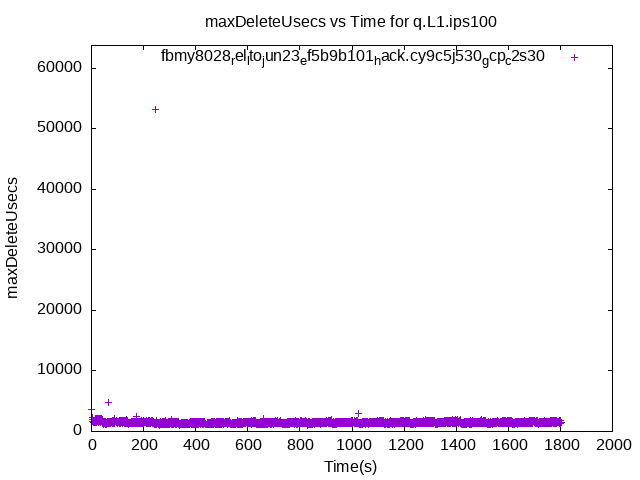 maxDeleteUsecs vs Time for q.L1.ips100
fbmy8028relltojun23ef5b9b101hack.cy9c5j530gcpc2s30
60000
50000
40000
30000
20000
10000
0
maxDeleteUsecs
0 200 400 600 800 1000 1200 1400 1600 1800 2000
Time(s)